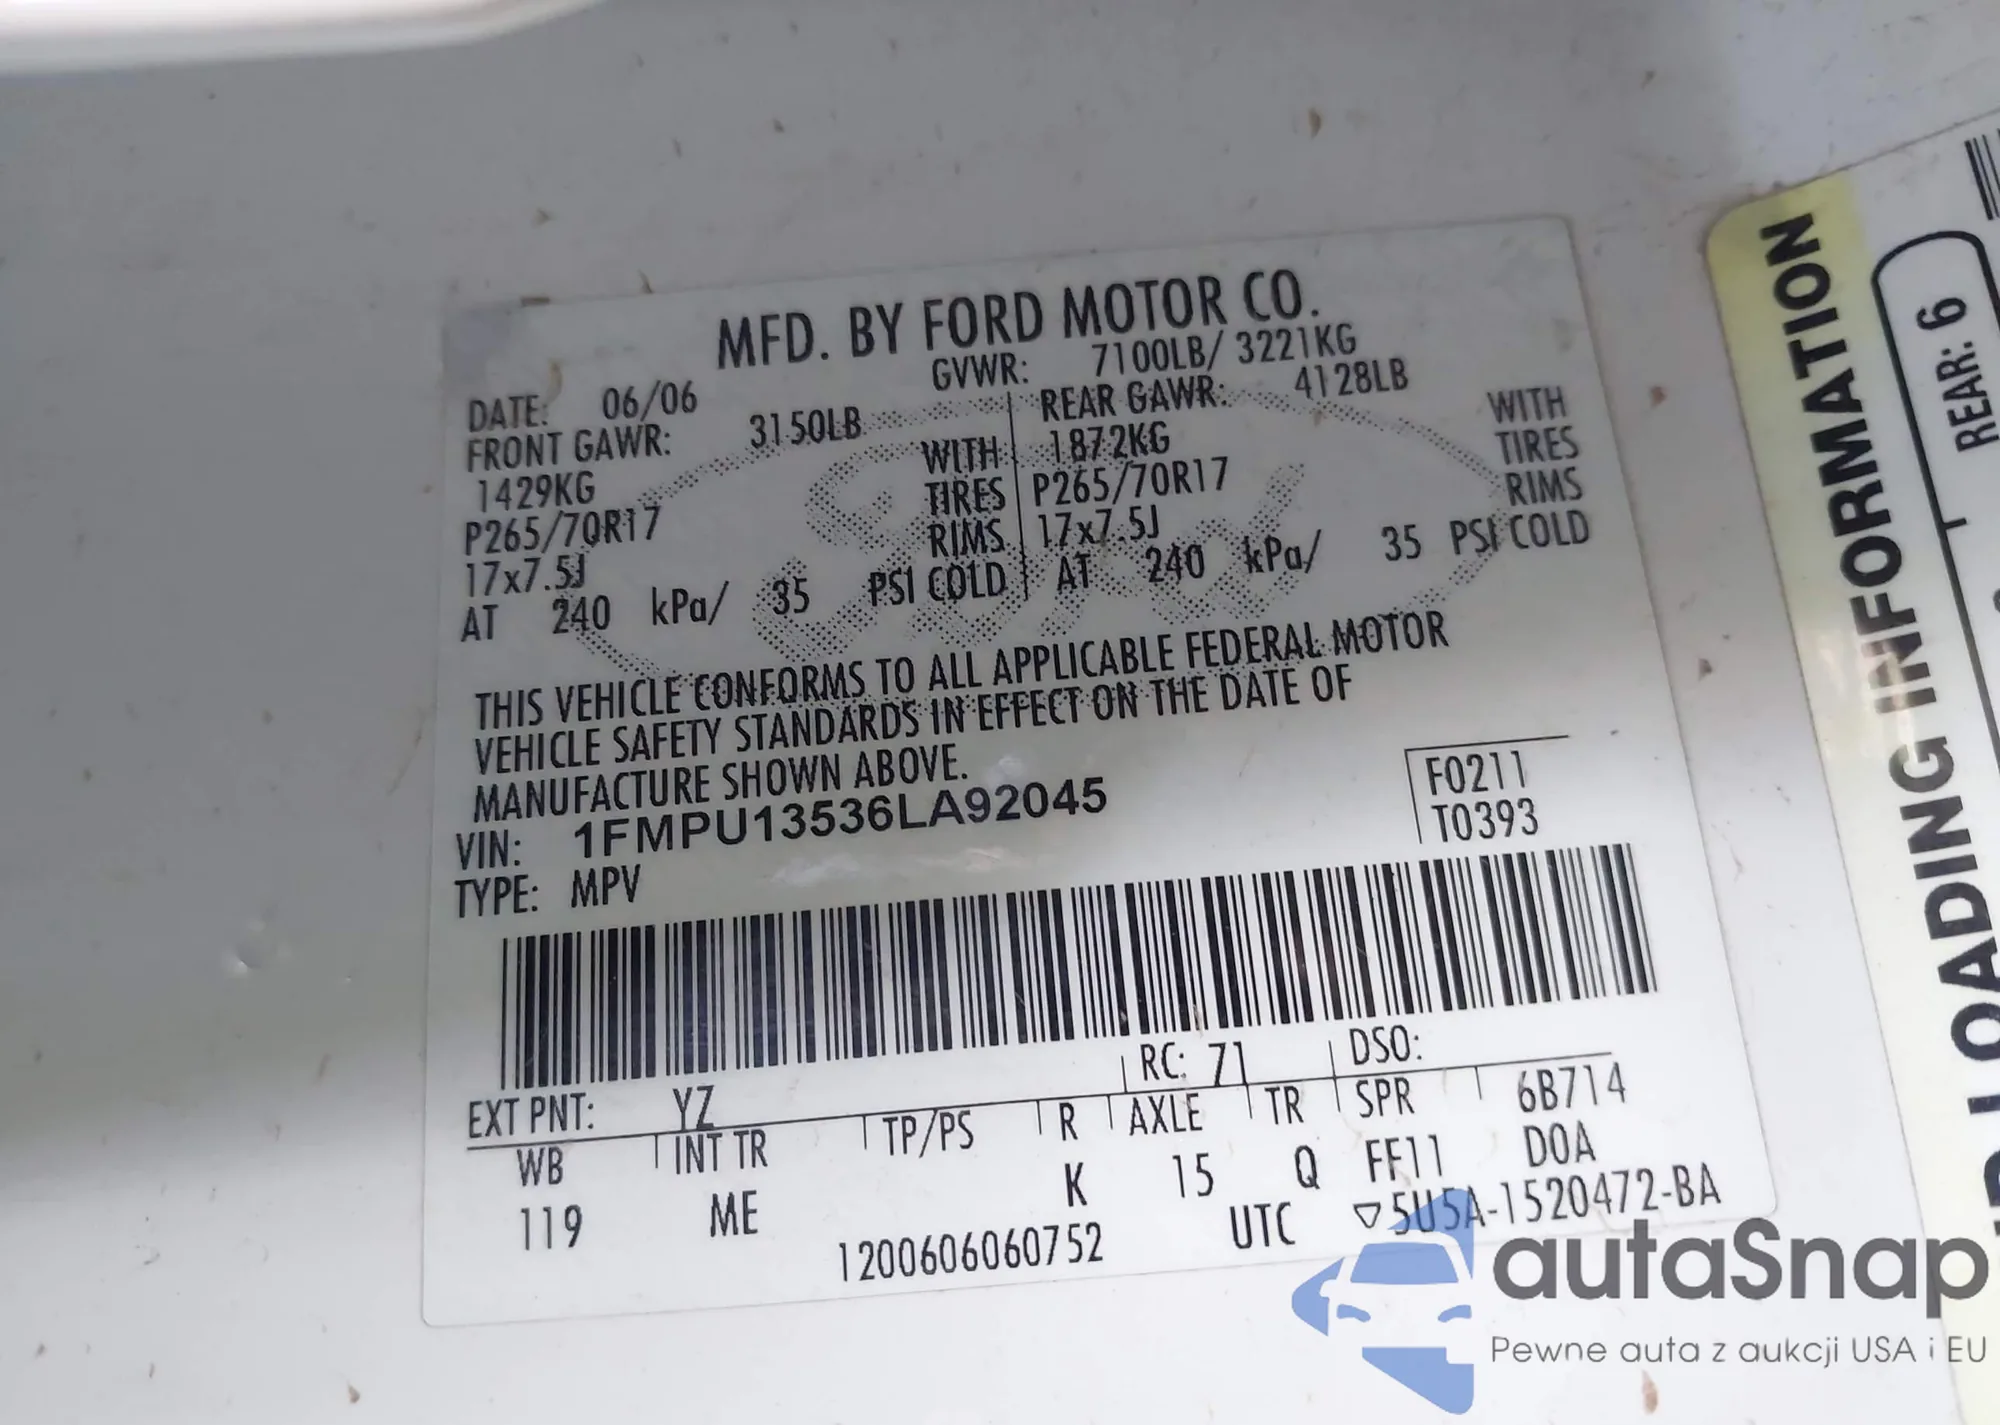 MFD. BY FORD MOTOR CO.
DATE: 06/06 GVWR: 7100LB/ 3221KG
FRONT GAWR: 3150LB REAR GAWR: 4128LB
1429KG WITH 1872KG WITH
P265/70R17 TIRES P265/70R17 TIRES
17x7.5J RIMS 17x7.5J RIMS
AT 240 kPa/ 35 PSI COLD AT 240 kPa/ 35 PSI COLD
THIS VEHICLE CONFORMS TO ALL APPLICABLE FEDERAL MOTOR
VEHICLE SAFETY STANDARDS IN EFFECT ON THE DATE OF
MANUFACTURE SHOWN ABOVE.
VIN: 1FMPU13536LA92045 F0211
TYPE: MPV T0393
RC: 71 DSO:
EXT PNT: YZ
WB INT TR TP/PS R AXLE TR SPR 6B714
119 ME K 15 Q FF11 DOA
1200606060752 UTC ▽5U5A-1520472-BA
LOADING INFORMATION
REAR: 6
autaSnap
Pewne auta z aukcji USA i EU